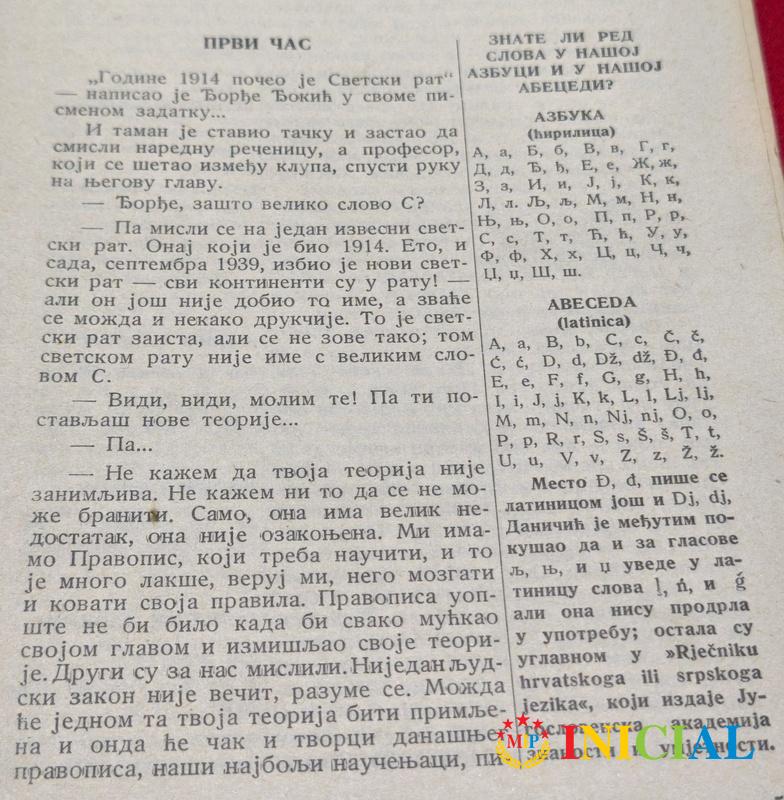 ПРВИ ЧАС
„Године 1914 почео је Светски рат“
— написао је Ђорђе Ђокић у своме пи-
сменом задатку...
И таман је ставио тачку и застао да
смисли наредну реченицу, а професор,
који се шетао између клупа, спусти руку
на његову главу.
— Ђорђе, зашто велико слово С?
— Па мисли се на један извесни свет-
ски рат. Онај који је био 1914. Ето, и
сада, септембра 1939, избио је нови свет-
ски рат — сви континенти су у рату! —
али он још није добио то име, а зваће
се можда и некако друкчије. То је свет-
ски рат заиста, али се не зове тако; том
светском рату није име с великим сло-
вом С.
— Види, види, молим те! Па ти по-
стављаш нове теорије...
— Па...
— Не кажем да твоја теорија није
занимљива. Не кажем ни то да се не мо-
же бранити. Само, она има велик не-
достатак, она није озакоњена. Ми има-
мо Правопис, који треба научити, и то
је много лакше, веруј ми, него мозгати
и ковати своја правила. Правописа уоп-
ште не би било када би свако мућкао
својом главом и измишљао своје теори-
је. Други су за нас мислили. Ниједан људ-
ски закон није вечит, разуме се. Можда
ће једном та твоја теорија бити примље-
на и онда ће чак и творци данашње
правописа, наши најбољи научењаци, пи-
ЗНАТЕ ЛИ РЕД
СЛОВА У НАШОЈ
АЗБУЦИ И У НАШОЈ
АБЕЦЕДИ?
АЗБУКА
(ћирилица)
А, а, Б, б, В, в, Г, г,
Д, д, Ђ, ђ, Е, е, Ж, ж,
З, з, И, и, Ј, ј, К, к,
Л, л. Љ, љ, М, м, Н, н,
Њ, њ, О, о, П, п, Р, р,
С, с, Т, т, Ћ, ћ, У, у,
Ф, ф, Х, х, Ц, ц, Ч, ч,
Џ, џ, Ш, ш.
ABECEDA
(latinica)
A, a, B, b, C, c, Č, č,
Ć, ć, D, d, Dž, dž, Đ, đ,
E, e, F, f, G, g, H, h,
I, i, J, j, K, k, L, l, Lj, lj,
M, m, N, n, Nj, nj, O, o,
P, p, R, r, S, s, Š, š, T, t,
U, u, V, v, Z, z, Ž, ž.
Место Đ, đ, пише се
латиницом још и Dj, dj,
Даничић је међутим по-
кушао да и за гласове
љ, њ, и џ уведе у ла-
тиницу слова ļ, ń, и ǵ
али она нису продрла
у употребу; остала су
углавном у »Rječniku
hrvatskoga ili srpskoga
jezika«, који издаје Ју-
гословенска академија
знаности и умјетности.
MP INICIAL